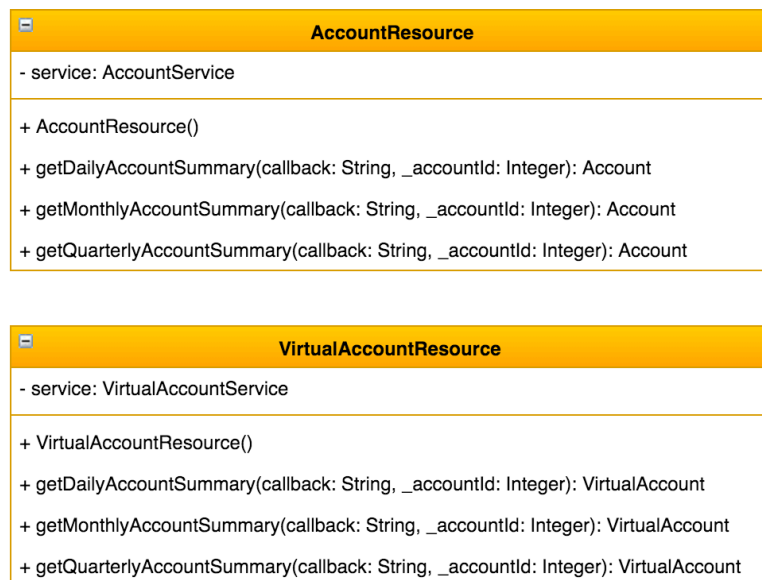 AccountResource
- service: AccountService
+ AccountResource()
+ getDailyAccountSummary(callback: String, _accountId: Integer): Account
+ getMonthlyAccountSummary(callback: String, _accountId: Integer): Account
+ getQuarterlyAccountSummary(callback: String, _accountId: Integer): Account
VirtualAccountResource
- service: VirtualAccountService
+ VirtualAccountResource()
+ getDailyAccountSummary(callback: String, _accountId: Integer): VirtualAccount
+ getMonthlyAccountSummary(callback: String, _accountId: Integer): VirtualAccount
+ getQuarterlyAccountSummary(callback: String, _accountId: Integer): VirtualAccount